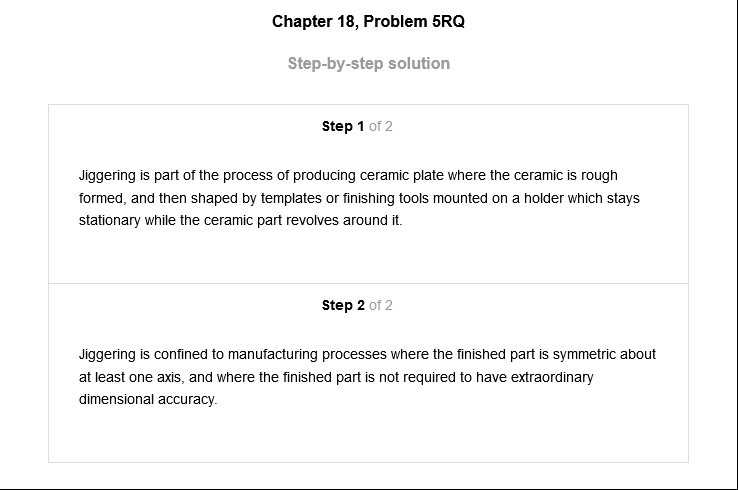 Chapter 18, Problem 5RQ
Step-by-step solution
Step 1 of 2
Jiggering is part of the process of producing ceramic plate where the ceramic is rough
formed, and then shaped by templates or finishing tools mounted on a holder which stays
stationary while the ceramic part revolves around it.
Step 2 of 2
Jiggering is confined to manufacturing processes where the finished part is symmetric about
at least one axis, and where the finished part is not required to have extraordinary
dimensional accuracy.